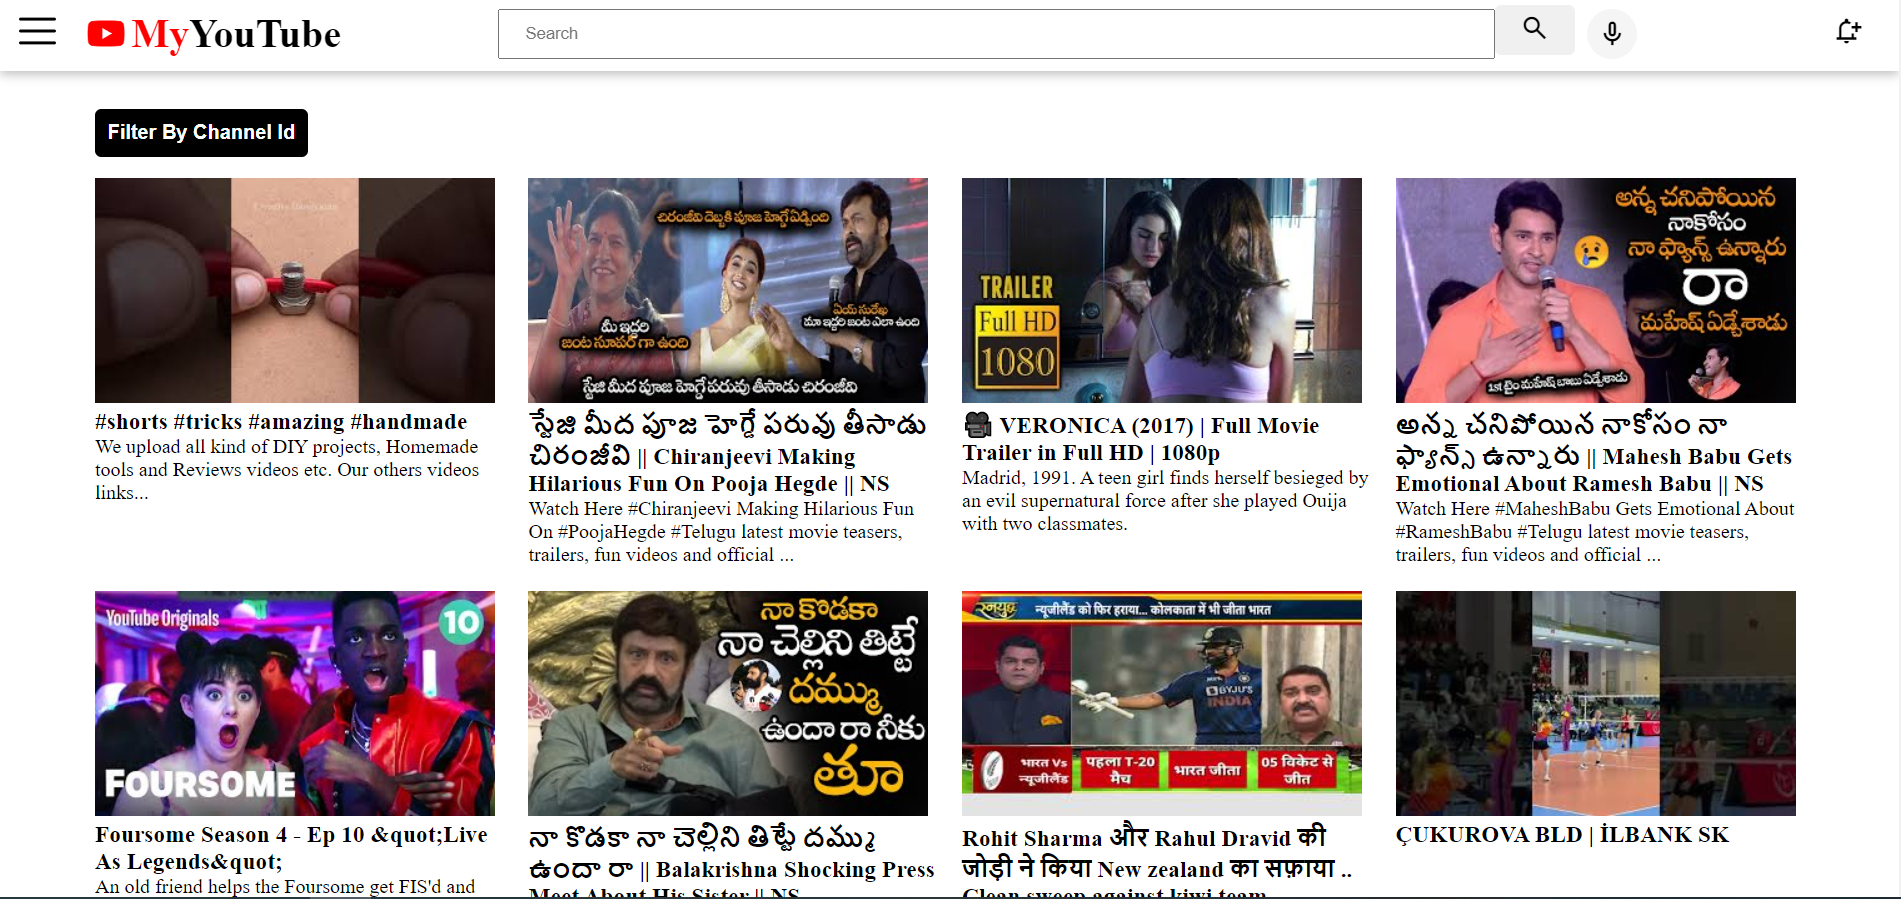 MyYouTube
Search
Filter By Channel Id
చిరంజీవి దెబ్బకి పూజ హెగ్డే ఏడ్చింది
మీ ఇద్దరి
జంట సూపర్ గా ఉంది
ఏయ్ సురేఖ
మా ఇద్దరి జంట ఎలా ఉంది
స్టేజి మీద పూజ హెగ్డే పరువు తీసాడు చిరంజీవి
TRAILER
Full HD
1080
అన్న చనిపోయిన
నాకోసం
నా ఫ్యాన్స్ ఉన్నారు
రా
మహేష్ ఏడ్చేశాడు
1st టైం మహేష్ బాబు ఏడ్చేశాడు
#shorts #tricks #amazing #handmade
We upload all kind of DIY projects, Homemade
tools and Reviews videos etc. Our others videos
links...
స్టేజి మీద పూజ హెగ్డే పరువు తీసాడు
చిరంజీవి || Chiranjeevi Making
Hilarious Fun On Pooja Hegde || NS
Watch Here #Chiranjeevi Making Hilarious Fun
On #PoojaHegde #Telugu latest movie teasers,
trailers, fun videos and official ...
🎥 VERONICA (2017) | Full Movie
Trailer in Full HD | 1080p
Madrid, 1991. A teen girl finds herself besieged by
an evil supernatural force after she played Ouija
with two classmates.
అన్న చనిపోయిన నాకోసం నా
ఫ్యాన్స్ ఉన్నారు || Mahesh Babu Gets
Emotional About Ramesh Babu || NS
Watch Here #MaheshBabu Gets Emotional About
#RameshBabu #Telugu latest movie teasers,
trailers, fun videos and official ...
YouTube Originals
10
FOURSOME
నా కొడకా
నా చెల్లిని తిట్టే
దమ్ము
ఉందా రా నీకు
తూ
रनयुद्ध
न्यूजीलैंड को फिर हराया... कोलकाता में भी जीता भारत
BYJU'S
INDIA
भारत Vs
न्यूजीलैंड
पहला T-20
मैच
भारत जीता
05 विकेट से
जीत
Foursome Season 4 - Ep 10 &quot;Live
As Legends&quot;
An old friend helps the Foursome get FIS'd and
నా కొడకా నా చెల్లిని తిట్టే దమ్ము
ఉందా రా || Balakrishna Shocking Press
Meet About His Sister || NS
Rohit Sharma और Rahul Dravid की
जोड़ी ने किया New zealand का सफ़ाया ..
Clean sweep against kiwi team
ÇUKUROVA BLD | İLBANK SK